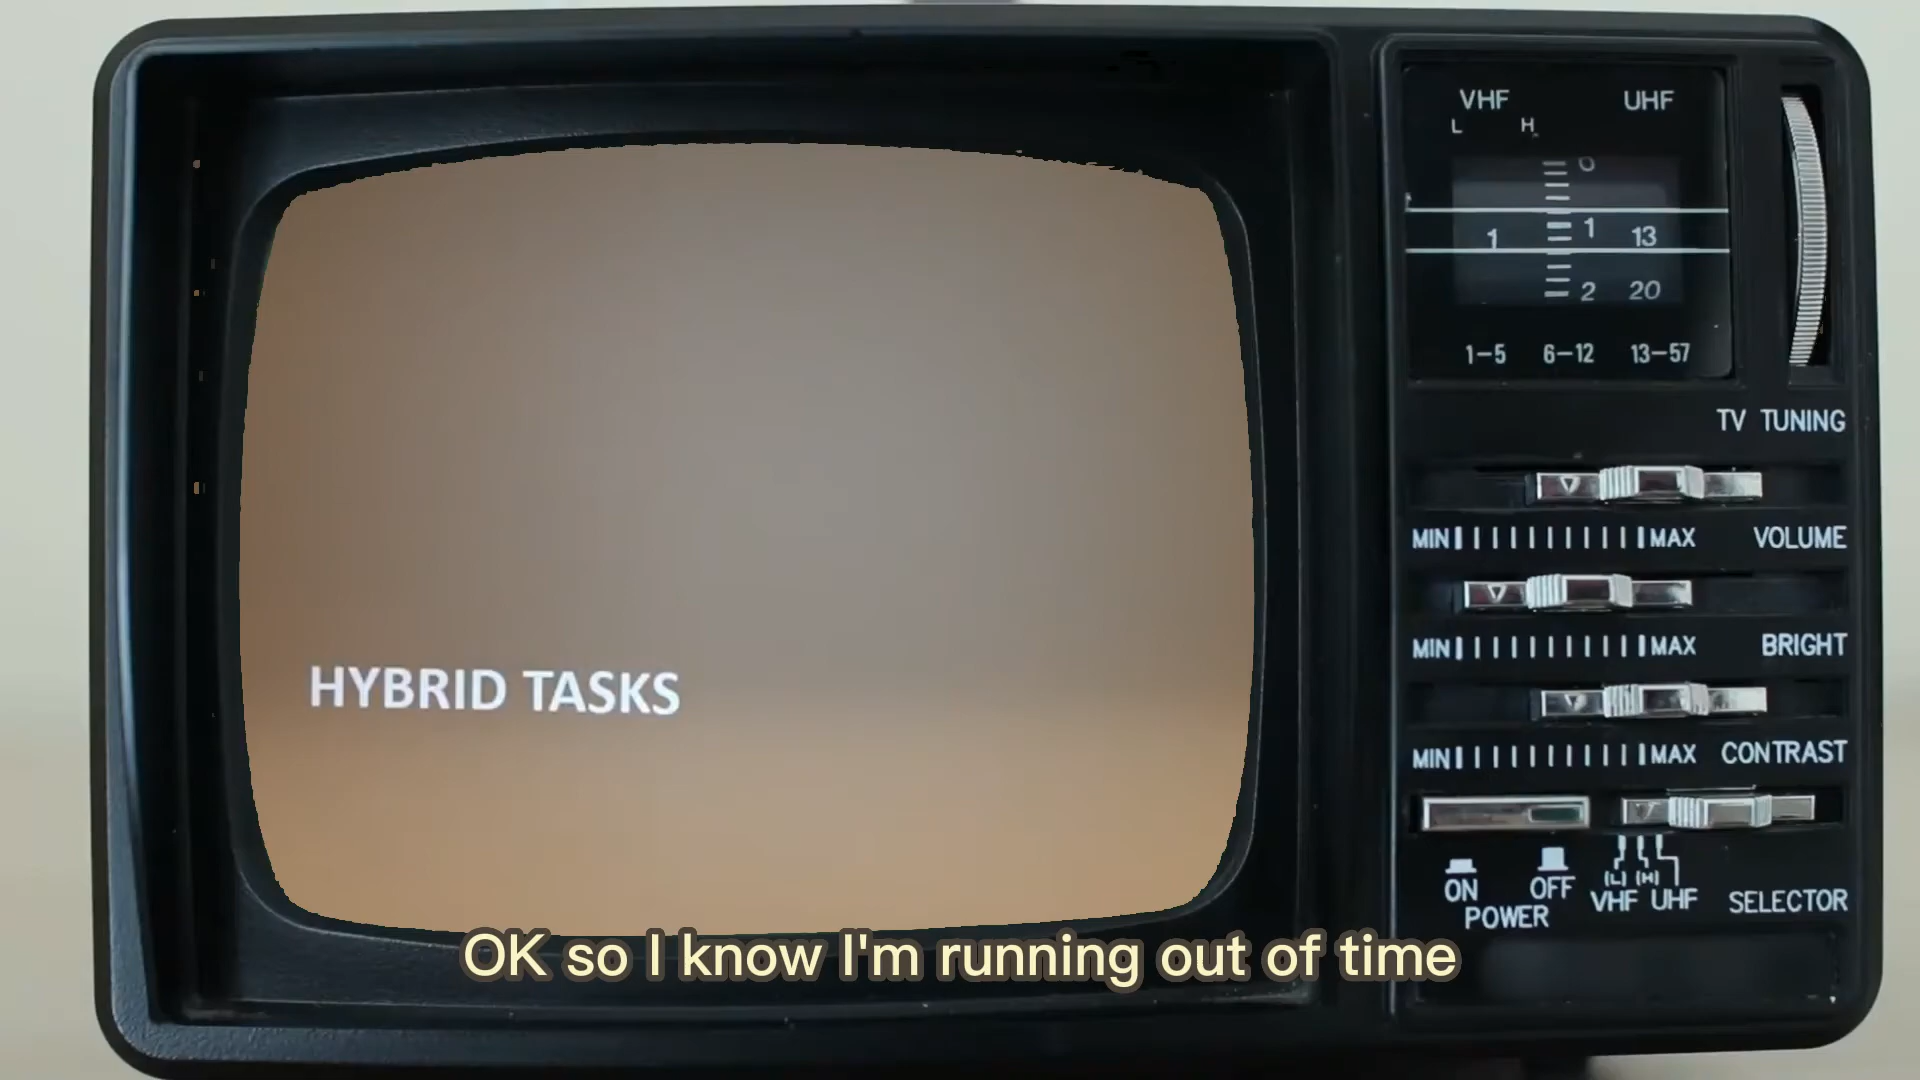 VHF UHF
L H
0
1 1 13
2 20
1-5 6-12 13-57
TV TUNING
MIN MAX VOLUME
MIN MAX BRIGHT
MIN MAX CONTRAST
ON OFF
POWER
(L) (H)
VHF UHF
SELECTOR
HYBRID TASKS
OK so I know I'm running out of time